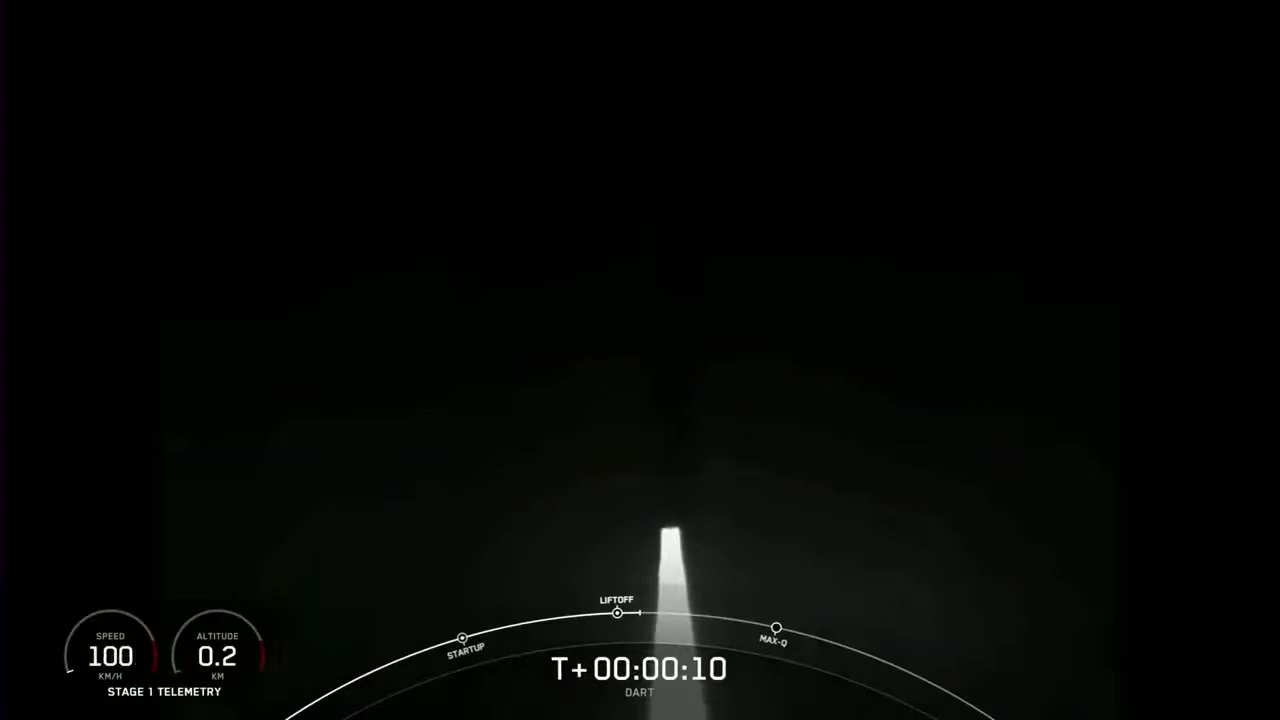 LIFTOFF
STARTUP
MAX-Q
SPEED
100
KM/H
ALTITUDE
0.2
KM
STAGE 1 TELEMETRY
T+00:00:10
DART